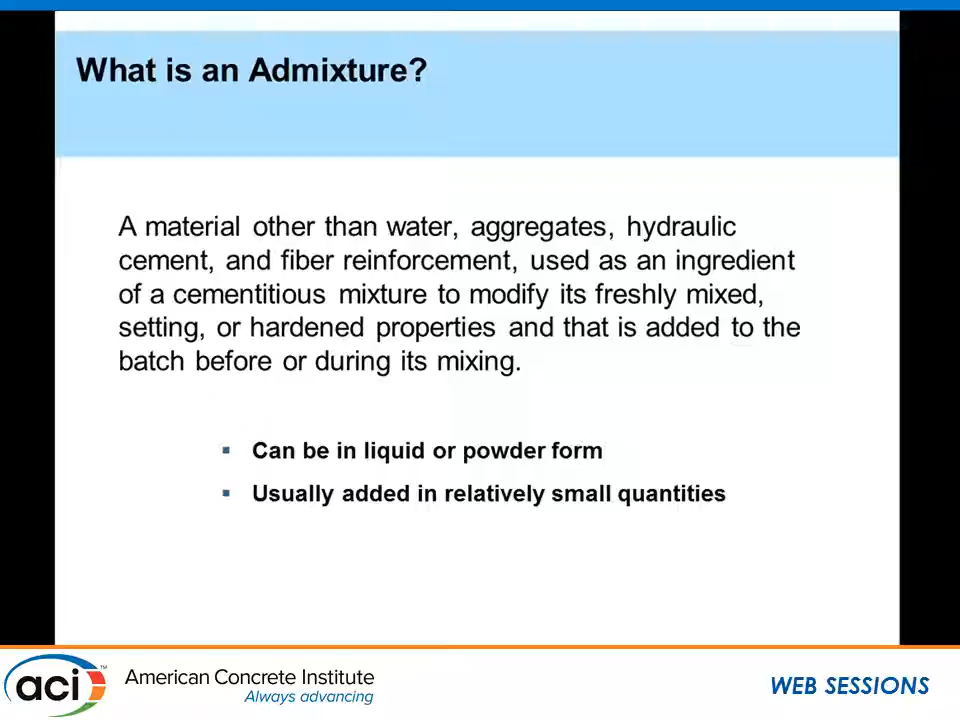 What is an Admixture?
A material other than water, aggregates, hydraulic
cement, and fiber reinforcement, used as an ingredient
of a cementitious mixture to modify its freshly mixed,
setting, or hardened properties and that is added to the
batch before or during its mixing.
▪ Can be in liquid or powder form
▪ Usually added in relatively small quantities
aci™
American Concrete Institute
Always advancing
WEB SESSIONS